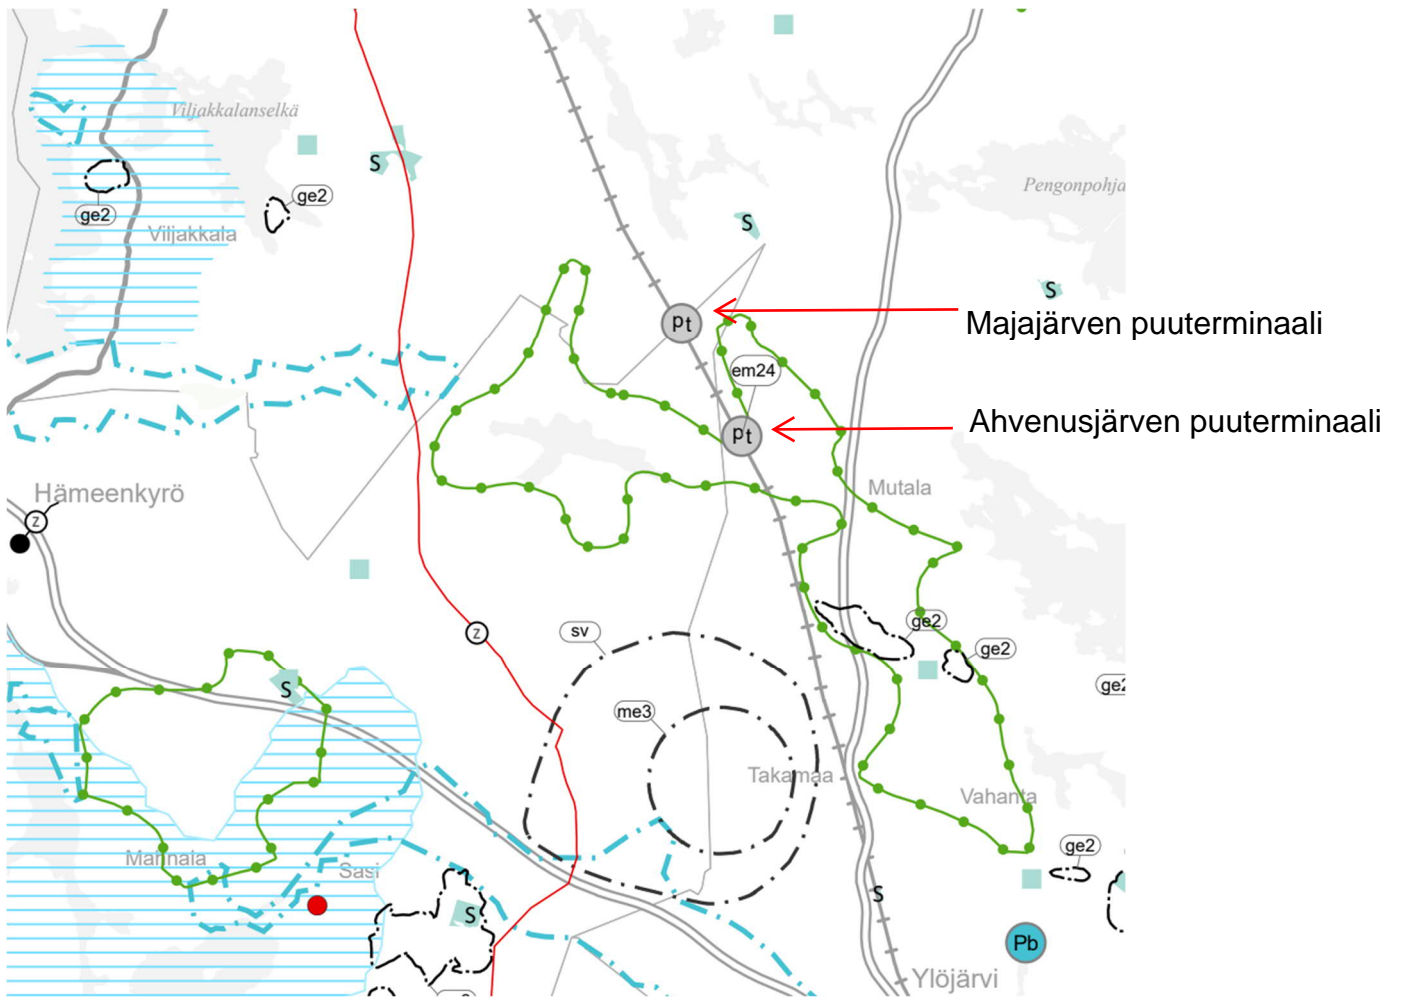 Viljakkalanselkä
S
ge2
ge2
Viljakkala
Pengonpohja
S
S
pt
Majajärven puuterminaali
em24
pt
Ahvenusjärven puuterminaali
Mutala
Hämeenkyrö
z
z
sv
ge2
ge2
ge2
S
me3
Takamaa
Vahanta
Mahnala
Sasi
ge2
S
S
Pb
Ylöjärvi